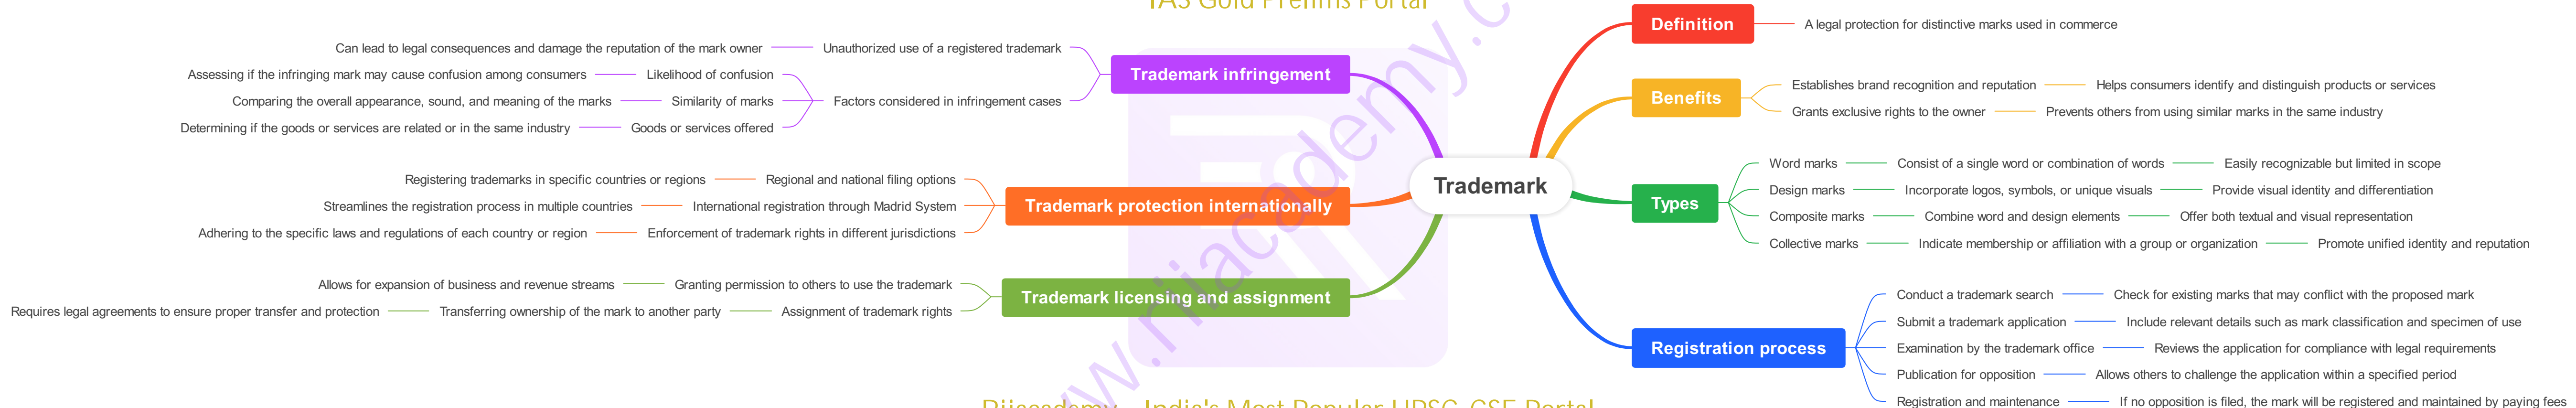 IAS Gold Prelims Portal
Trademark
Definition
A legal protection for distinctive marks used in commerce
Benefits
Establishes brand recognition and reputation
Helps consumers identify and distinguish products or services
Grants exclusive rights to the owner
Prevents others from using similar marks in the same industry
Types
Word marks
Consist of a single word or combination of words
Easily recognizable but limited in scope
Design marks
Incorporate logos, symbols, or unique visuals
Provide visual identity and differentiation
Composite marks
Combine word and design elements
Offer both textual and visual representation
Collective marks
Indicate membership or affiliation with a group or organization
Promote unified identity and reputation
Registration process
Conduct a trademark search
Check for existing marks that may conflict with the proposed mark
Submit a trademark application
Include relevant details such as mark classification and specimen of use
Examination by the trademark office
Reviews the application for compliance with legal requirements
Publication for opposition
Allows others to challenge the application within a specified period
Registration and maintenance
If no opposition is filed, the mark will be registered and maintained by paying fees
Trademark infringement
Unauthorized use of a registered trademark
Can lead to legal consequences and damage the reputation of the mark owner
Factors considered in infringement cases
Likelihood of confusion
Assessing if the infringing mark may cause confusion among consumers
Similarity of marks
Comparing the overall appearance, sound, and meaning of the marks
Goods or services offered
Determining if the goods or services are related or in the same industry
Trademark protection internationally
Regional and national filing options
Registering trademarks in specific countries or regions
International registration through Madrid System
Streamlines the registration process in multiple countries
Enforcement of trademark rights in different jurisdictions
Adhering to the specific laws and regulations of each country or region
Trademark licensing and assignment
Granting permission to others to use the trademark
Allows for expansion of business and revenue streams
Assignment of trademark rights
Transferring ownership of the mark to another party
Requires legal agreements to ensure proper transfer and protection
ww.rijacademy.c
India's Most Popular UPSC CSE Portal